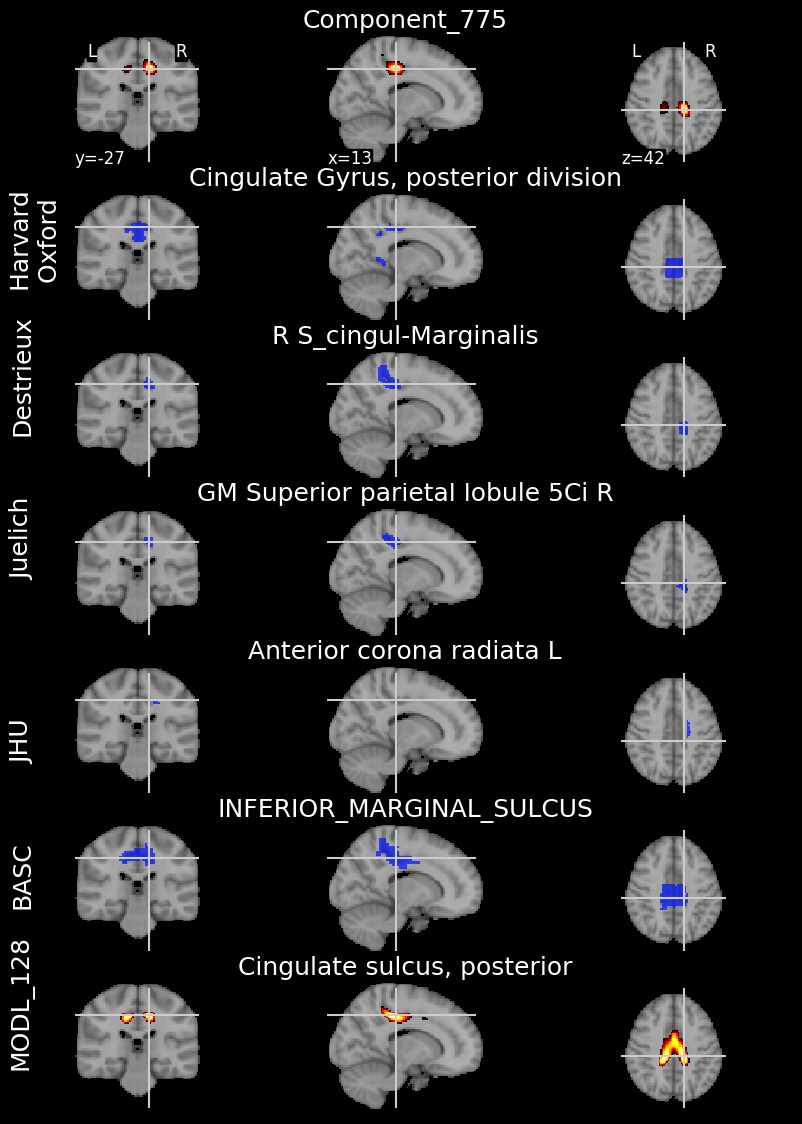 Component_775
L R
L R
y=-27
x=13
z=42
Cingulate Gyrus, posterior division
Harvard
Oxford
R S_cingul-Marginalis
Destrieux
GM Superior parietal lobule 5Ci R
Juelich
Anterior corona radiata L
JHU
INFERIOR_MARGINAL_SULCUS
BASC
Cingulate sulcus, posterior
MODL_128